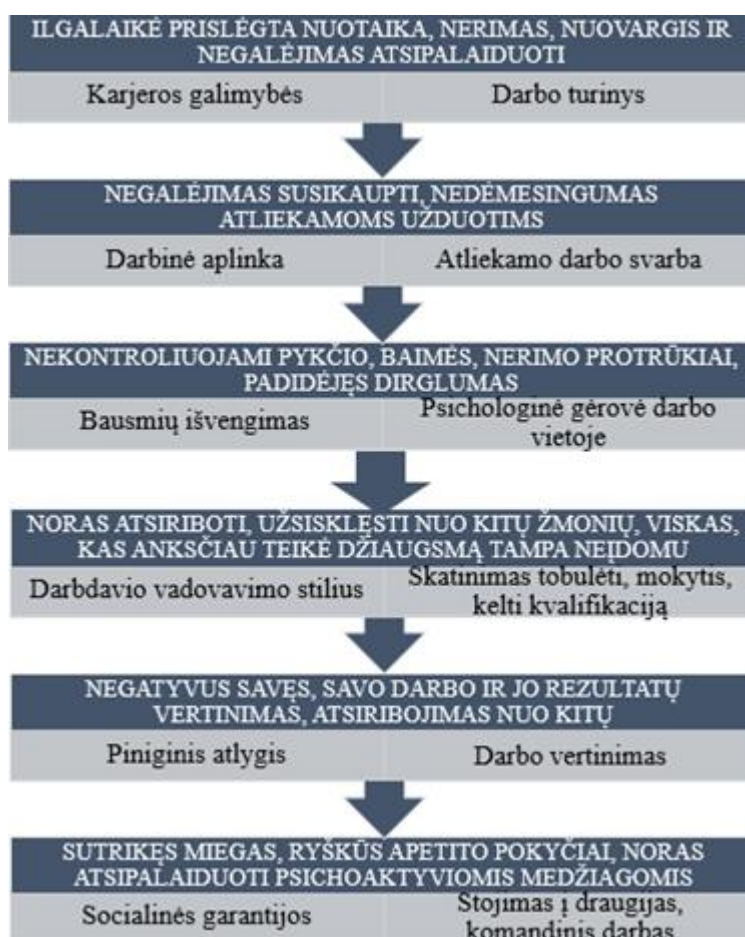 ILGALAIKĖ PRISLĖGTA NUOTAIKA, NERIMAS, NUOVARGIS IR
NEGALĖJIMAS ATSIPALAIDUOTI
Karjeros galimybės
Darbo turinys
NEGALĖJIMAS SUSIKAUPTI, NEDĖMESINGUMAS
ATLIEKAMOMS UŽDUOTIMS
Darbinė aplinka
Atliekamo darbo svarba
NEKONTROLIUOJAMI PYKČIO, BAIMĖS, NERIMO PROTRŪKIAI,
PADIDĖJĘS DIRGLUMAS
Bausmių išvengimas
Psichologinė gėrovė darbo
vietoje
NORAS ATSIRIBOTI, UŽSISKLĘSTI NUO KITŲ ŽMONIŲ, VISKAS,
KAS ANKSČIAU TEIKĖ DŽIAUGSMĄ TAMPA NEĮDOMU
Darbdavio vadovavimo stilius
Skatinimas tobulėti, mokytis,
kelti kvalifikaciją
NEGATYVUS SAVĘS, SAVO DARBO IR JO REZULTATŲ
VERTINIMAS, ATSIRIBOJIMAS NUO KITŲ
Piniginis atlygis
Darbo vertinimas
SUTRIKĘS MIEGAS, RYŠKŪS APETITO POKYČIAI, NORAS
ATSIPALAIDUOTI PSICHOAKTYVIOMIS MEDŽIAGOMIS
Socialinės garantijos
Stojimas į draugijas,
komandinis darbas